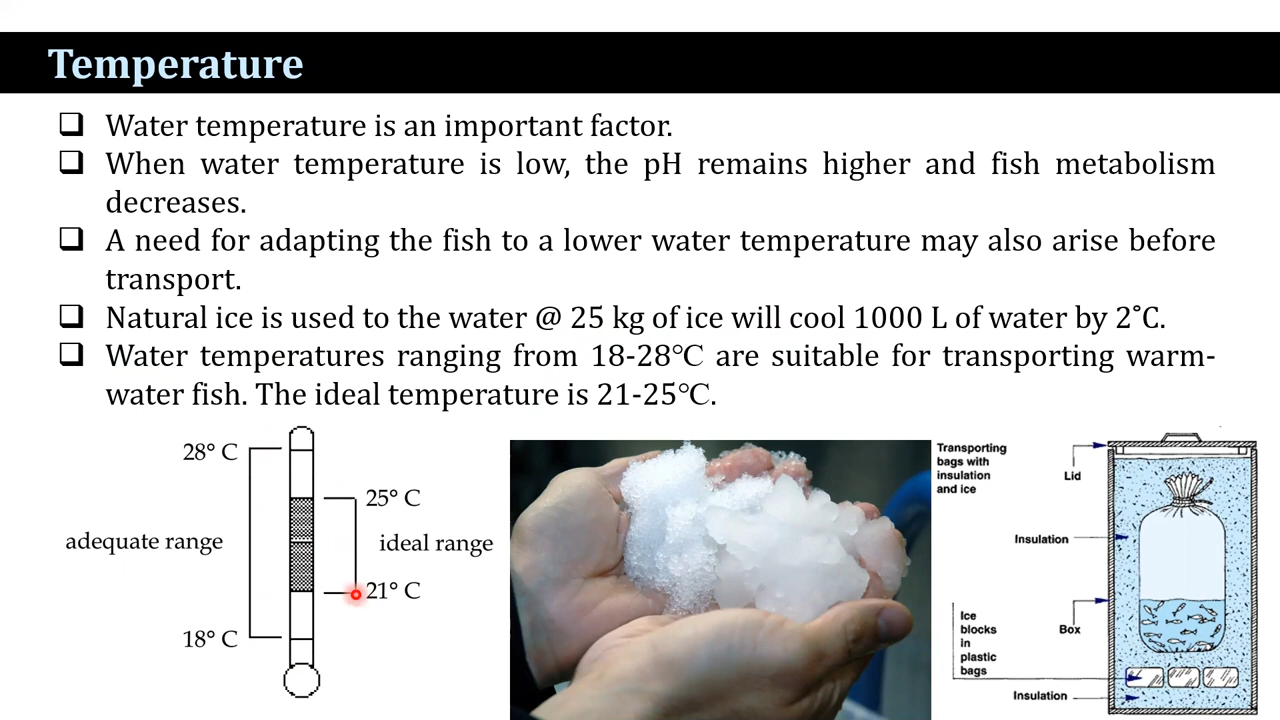 Temperature
❑ Water temperature is an important factor.
❑ When water temperature is low, the pH remains higher and fish metabolism
decreases.
❑ A need for adapting the fish to a lower water temperature may also arise before
transport.
❑ Natural ice is used to the water @ 25 kg of ice will cool 1000 L of water by 2˚C.
❑ Water temperatures ranging from 18-28°C are suitable for transporting warm-
water fish. The ideal temperature is 21-25°C.
28° C
25° C
adequate range
ideal range
21° C
18° C
Transporting
bags with
insulation
and ice
Lid
Insulation
Box
Ice
blocks
in
plastic
bags
Insulation